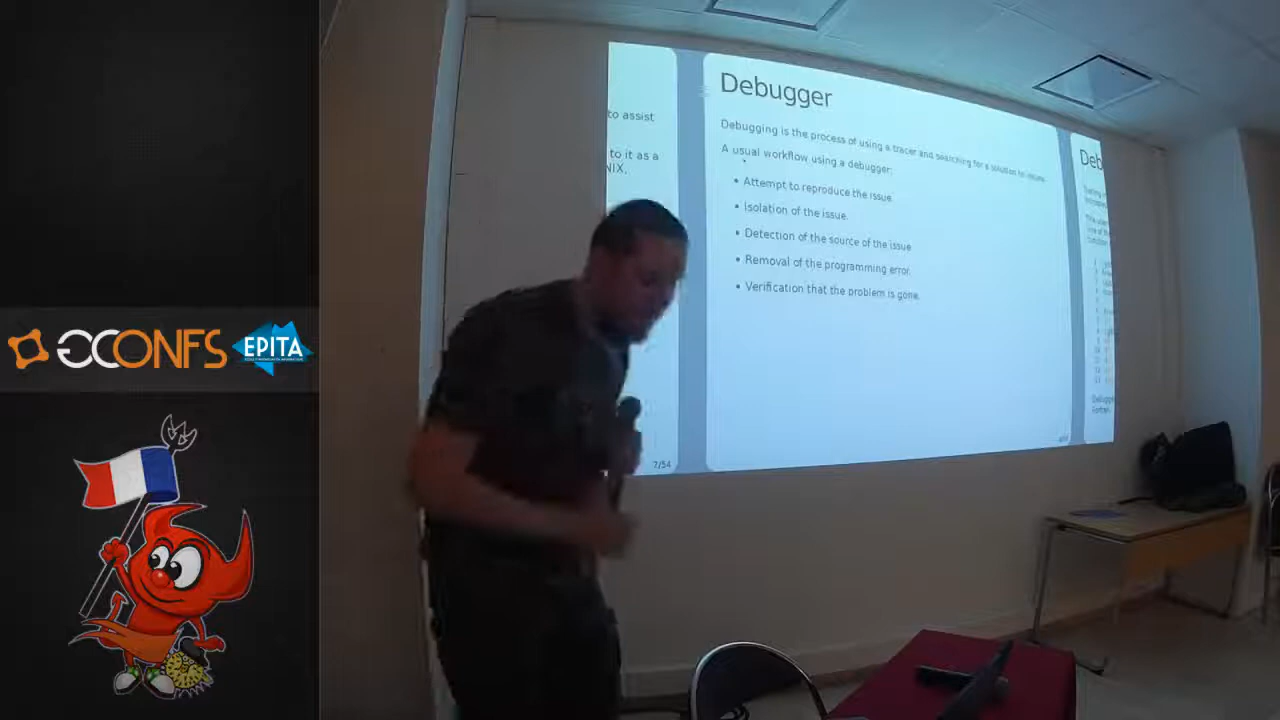 GCONFS
EPITA
to assist
to it as a
NIX.
7/54
Debugger
Debugging is the process of using a tracer and searching for a solution to issues.
A usual workflow using a debugger:
• Attempt to reproduce the issue.
• Isolation of the issue.
• Detection of the source of the issue
• Removal of the programming error.
• Verification that the problem is gone.
Deb